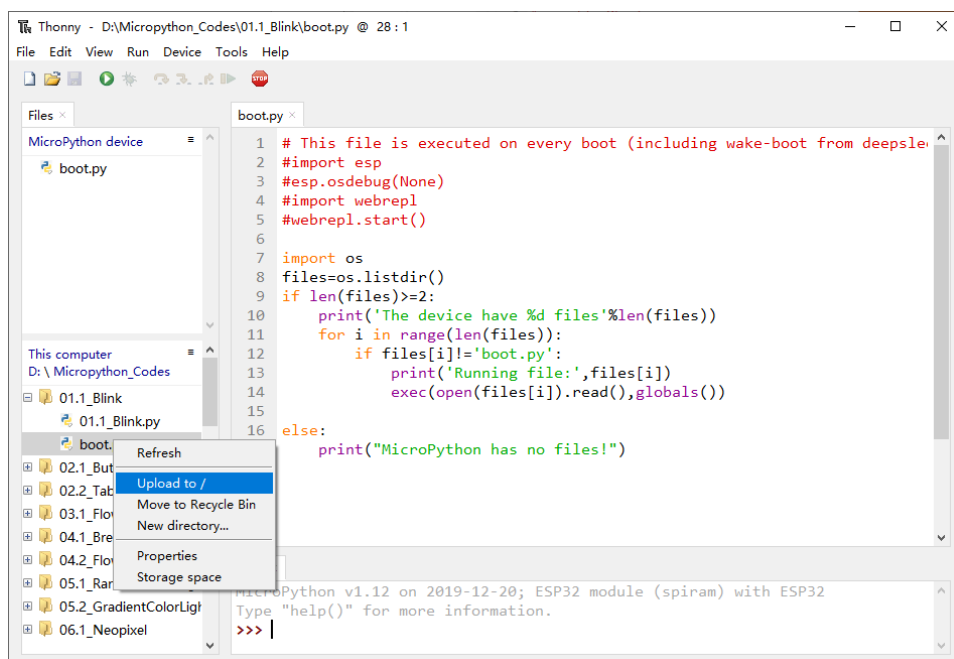 Thonny - D:\Micropython_Codes\01.1_Blink\boot.py @ 28 : 1
File Edit View Run Device Tools Help
STOP
Files
MicroPython device
boot.py
This computer
D: \ Micropython_Codes
01.1_Blink
01.1_Blink.py
boot.
02.1_But
02.2_Tab
03.1_Flo
04.1_Bre
04.2_Flo
05.1_Ran
05.2_GradientColorLigh
06.1_Neopixel
Refresh
Upload to /
Move to Recycle Bin
New directory...
Properties
Storage space
boot.py
1 # This file is executed on every boot (including wake-boot from deepslee
2 #import esp
3 #esp.osdebug(None)
4 #import webrepl
5 #webrepl.start()
6
7 import os
8 files=os.listdir()
9 if len(files)>=2:
10 print('The device have %d files'%len(files))
11 for i in range(len(files)):
12 if files[i]!='boot.py':
13 print('Running file:',files[i])
14 exec(open(files[i]).read(),globals())
15
16 else:
print("MicroPython has no files!")
MicroPython v1.12 on 2019-12-20; ESP32 module (spiram) with ESP32
Type "help()" for more information.
>>>